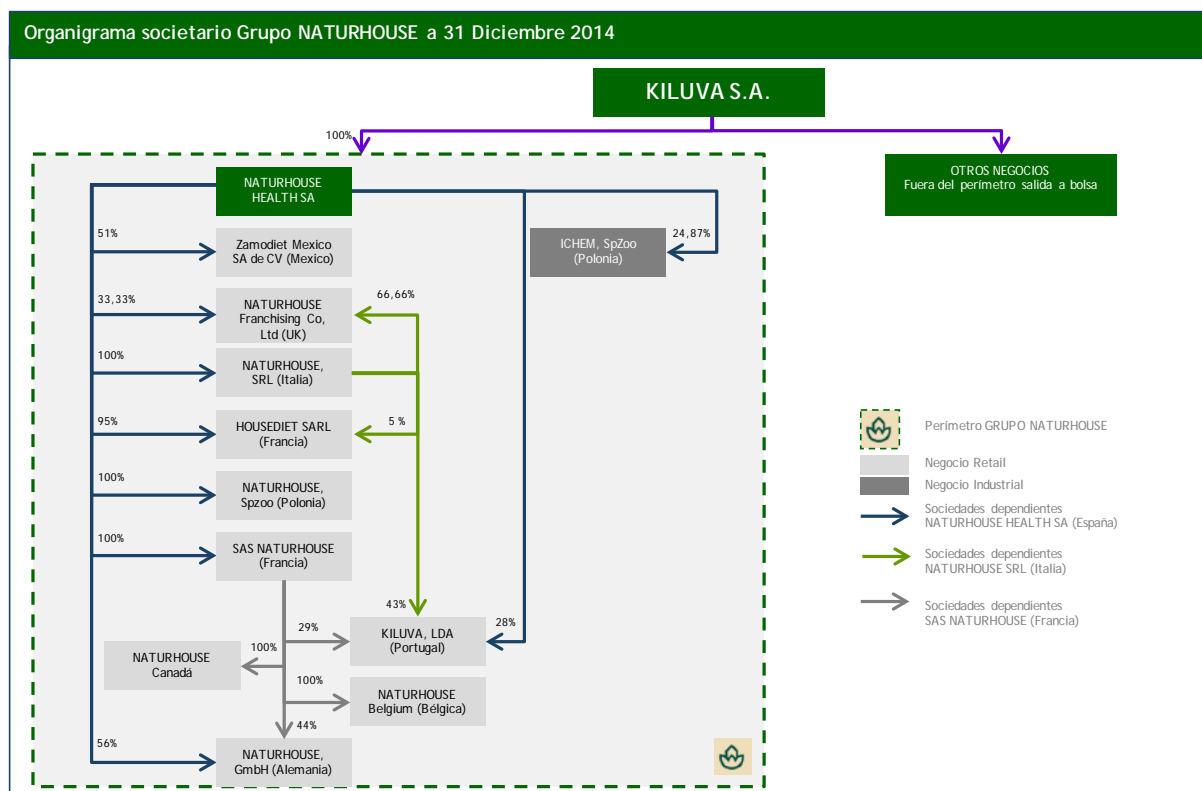 Organigrama societario Grupo NATURHOUSE a 31 Diciembre 2014
KILUVA S.A.
100%
NATURHOUSE
HEALTH SA
OTROS NEGOCIOS
Fuera del perímetro salida a bolsa
51%
Zamodiet Mexico
SA de CV (Mexico)
ICHEM, SpZoo
(Polonia)
24,87%
33,33%
NATURHOUSE
Franchising Co,
Ltd (UK)
66,66%
100%
NATURHOUSE,
SRL (Italia)
95%
HOUSEDIET SARL
(Francia)
5 %
100%
NATURHOUSE,
Spzoo (Polonia)
100%
SAS NATURHOUSE
(Francia)
43%
29%
KILUVA, LDA
(Portugal)
28%
NATURHOUSE
Canadá
100%
100%
NATURHOUSE
Belgium (Bélgica)
44%
56%
NATURHOUSE,
GmbH (Alemania)
Perímetro GRUPO NATURHOUSE
Negocio Retail
Negocio Industrial
Sociedades dependientes
NATURHOUSE HEALTH SA (España)
Sociedades dependientes
NATURHOUSE SRL (Italia)
Sociedades dependientes
SAS NATURHOUSE (Francia)